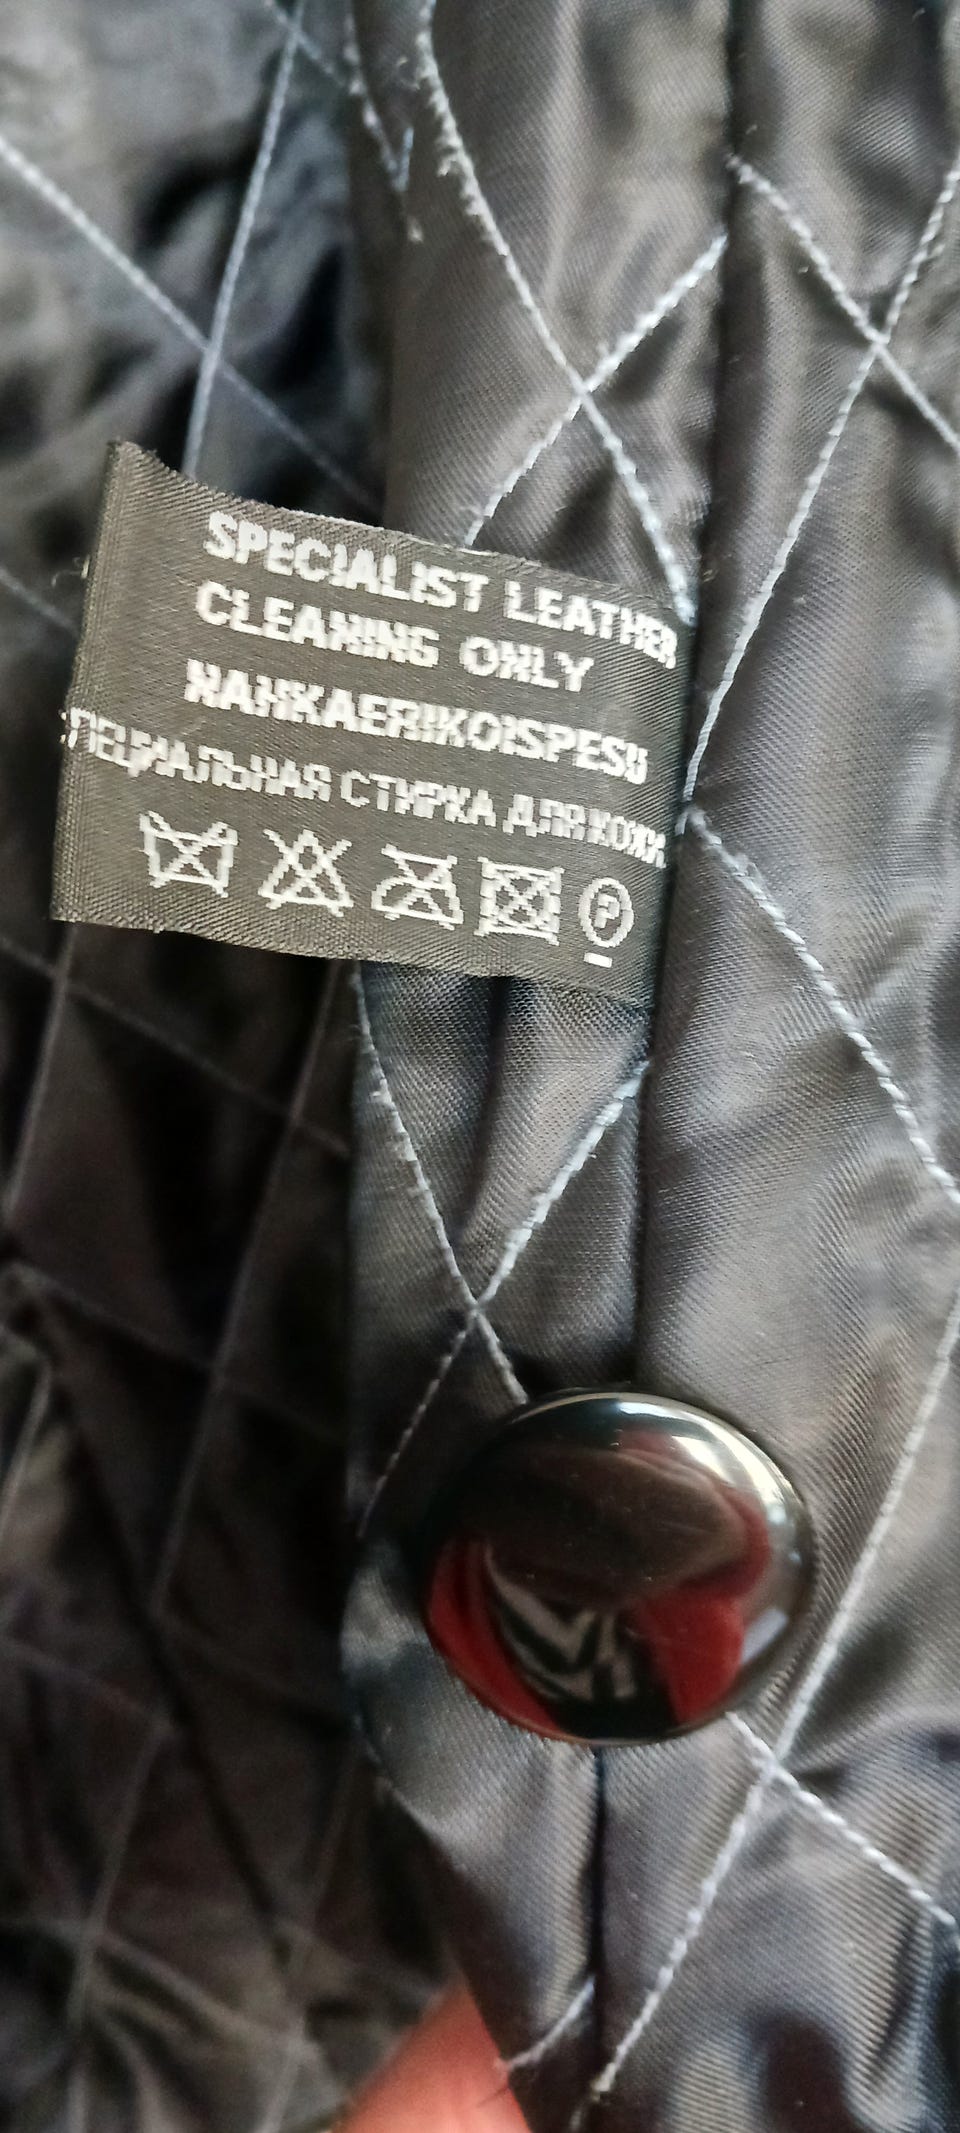 SPECIALIST LEATHER
CLEANING ONLY
NAHKAERIKOISPESU
ПЕЦИАЛЬНАЯ СТИРКА ДЛЯ КОЖИ
P